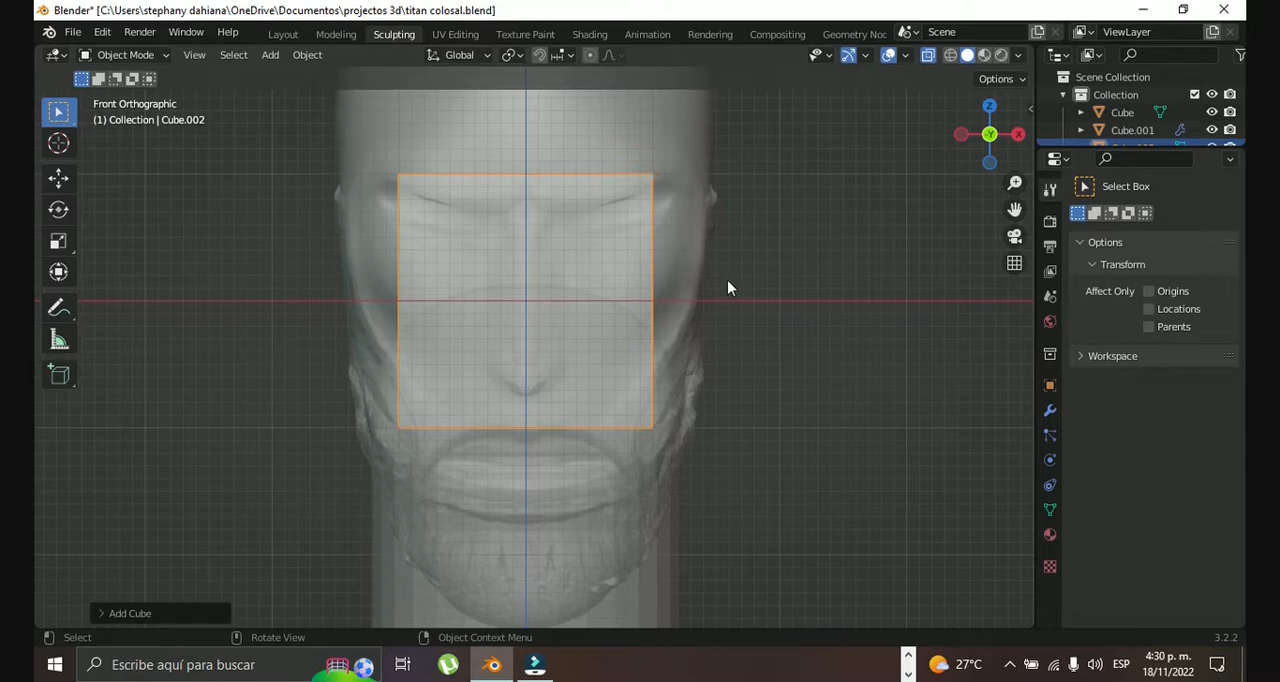 Blender* [C:\Users\stephany dahiana\OneDrive\Documentos\projectos 3d\titan colosal.blend]
File Edit Render Window Help Layout Modeling Sculpting UV Editing Texture Paint Shading Animation Rendering Compositing Geometry Noc Scene ViewLayer
Object Mode View Select Add Object Global
Options
Scene Collection
Collection
Cube
Cube.001
Front Orthographic
(1) Collection | Cube.002
Z
-Y
X
Select Box
Options
Transform
Affect Only Origins
Locations
Parents
Workspace
Add Cube
Select Rotate View Object Context Menu 3.2.2
Escribe aquí para buscar
27°C ESP 4:30 p. m.
18/11/2022